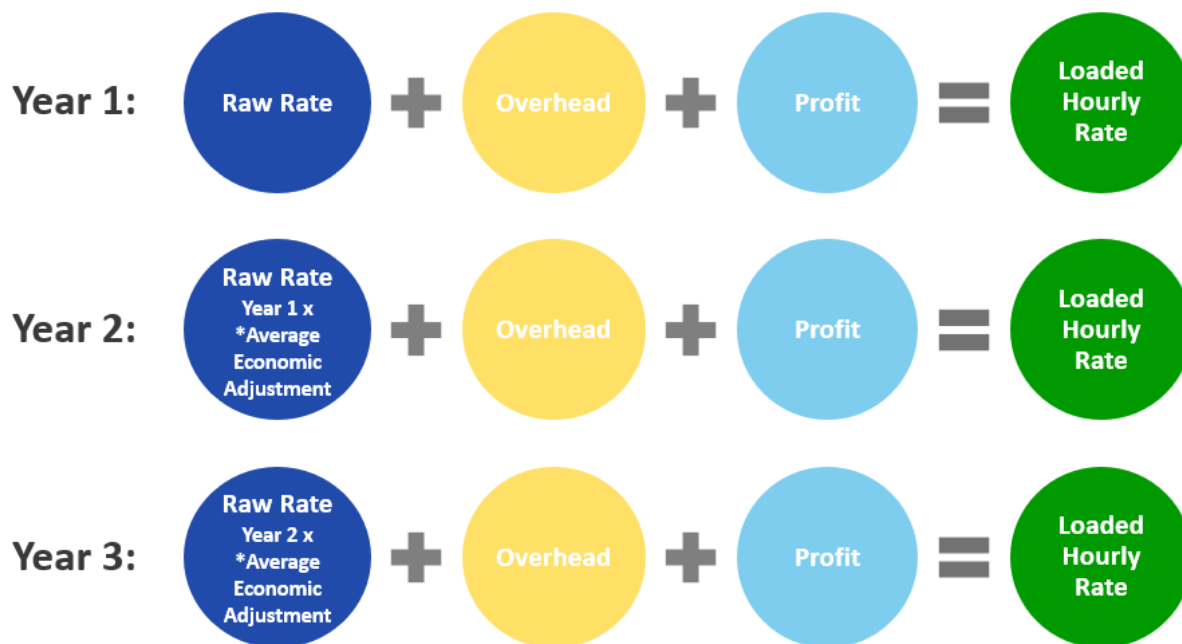 Year 1:
Raw Rate
Overhead
Profit
Loaded
Hourly
Rate
Year 2:
Raw Rate
Year 1 x
*Average
Economic
Adjustment
Overhead
Profit
Loaded
Hourly
Rate
Year 3:
Raw Rate
Year 2 x
*Average
Economic
Adjustment
Overhead
Profit
Loaded
Hourly
Rate